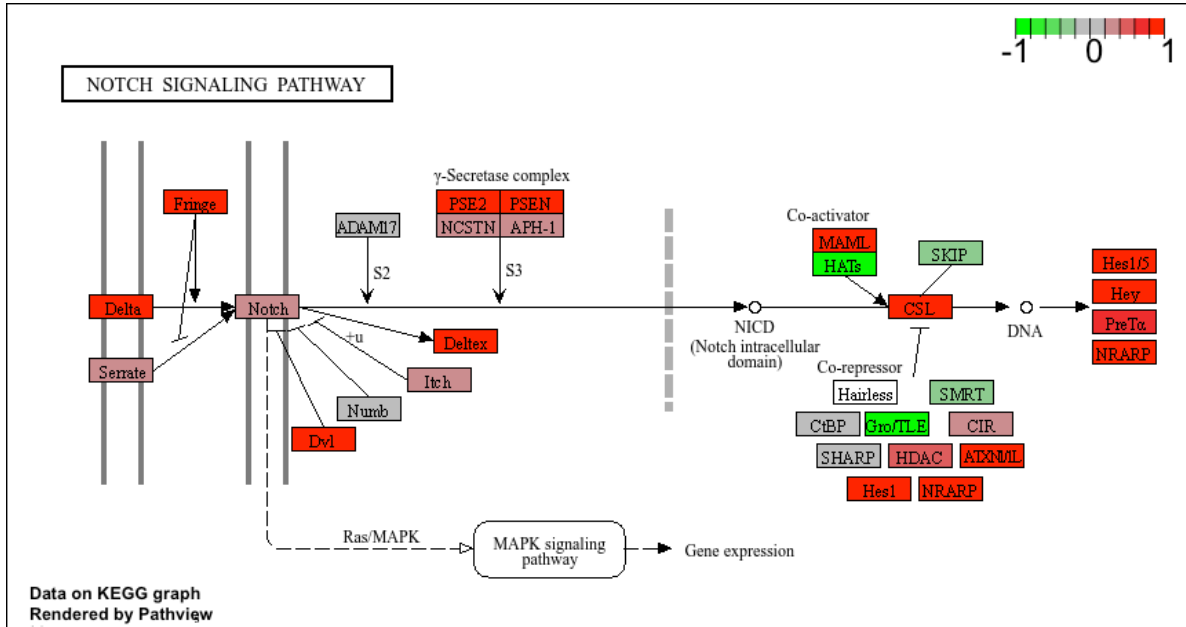 -1 0 1
NOTCH SIGNALING PATHWAY
γ-Secretase complex
Fringe
PSE2 PSEN
ADAM17
NCSTN APH-1
Co-activator
MAML
HATs
SKIP
S2
S3
Hes1/5
Hey
PreTα
NRARP
Delta
Notch
CSL
NICD
(Notch intracellular
domain)
DNA
+u
Deltex
Serrate
Itch
Numb
Dvl
Co-repressor
Hairless
SMRT
CtBP
Gro/TLE
CIR
SHARP
HDAC
ATXN1/1L
Hes1
NRARP
Ras/MAPK
MAPK signaling
pathway
Gene expression
Data on KEGG graph
Rendered by Pathview